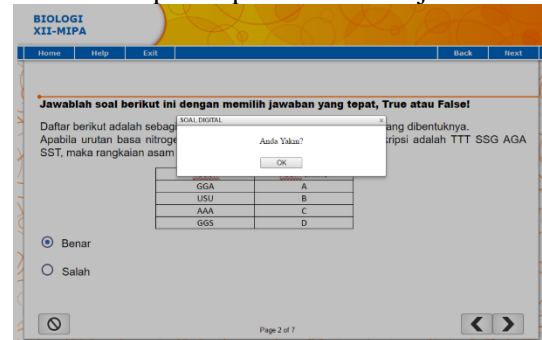 BIOLOGI
XII-MIPA
Home Help Exit Back Next
Jawablah soal berikut ini dengan memilih jawaban yang tepat, True atau False!
Daftar berikut adalah sebag ang dibentuknya.
Apabila urutan basa nitroge kripsi adalah TTT SSG AGA
SST, maka rangkaian asam
SOAL DIGITAL x
Anda Yakin?
OK
GGA A
USU B
AAA C
GGS D
Benar
Salah
Page 2 of 7